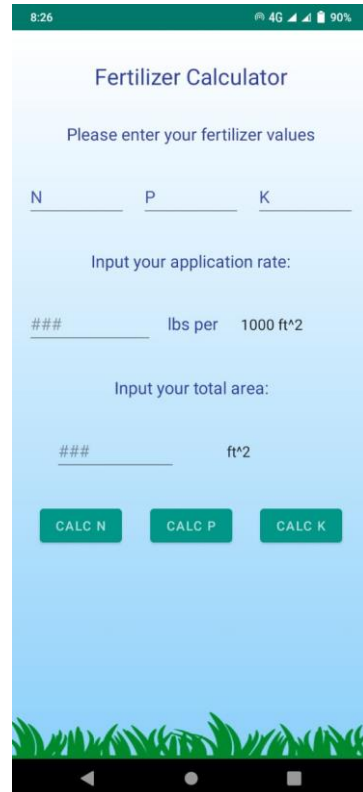 8:26 4G 90%
Fertilizer Calculator
Please enter your fertilizer values
N P K
Input your application rate:
### lbs per 1000 ft^2
Input your total area:
### ft^2
CALC N CALC P CALC K